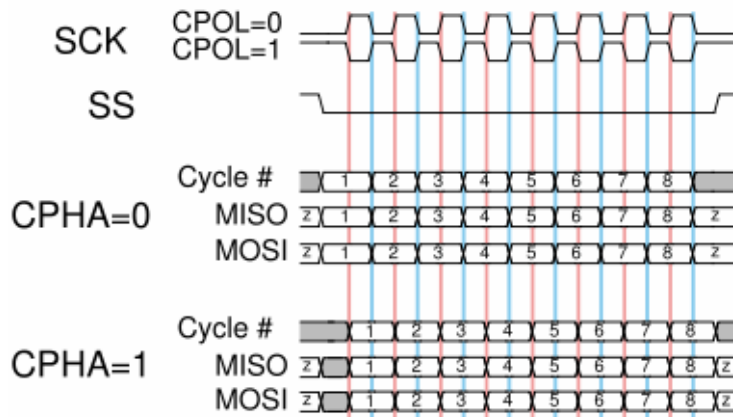 SCK CPOL=0
CPOL=1
SS
Cycle # 1 2 3 4 5 6 7 8
CPHA=0 MISO z 1 2 3 4 5 6 7 8 z
MOSI z 1 2 3 4 5 6 7 8 z
Cycle # 1 2 3 4 5 6 7 8
CPHA=1 MISO z 1 2 3 4 5 6 7 8 z
MOSI z 1 2 3 4 5 6 7 8 z